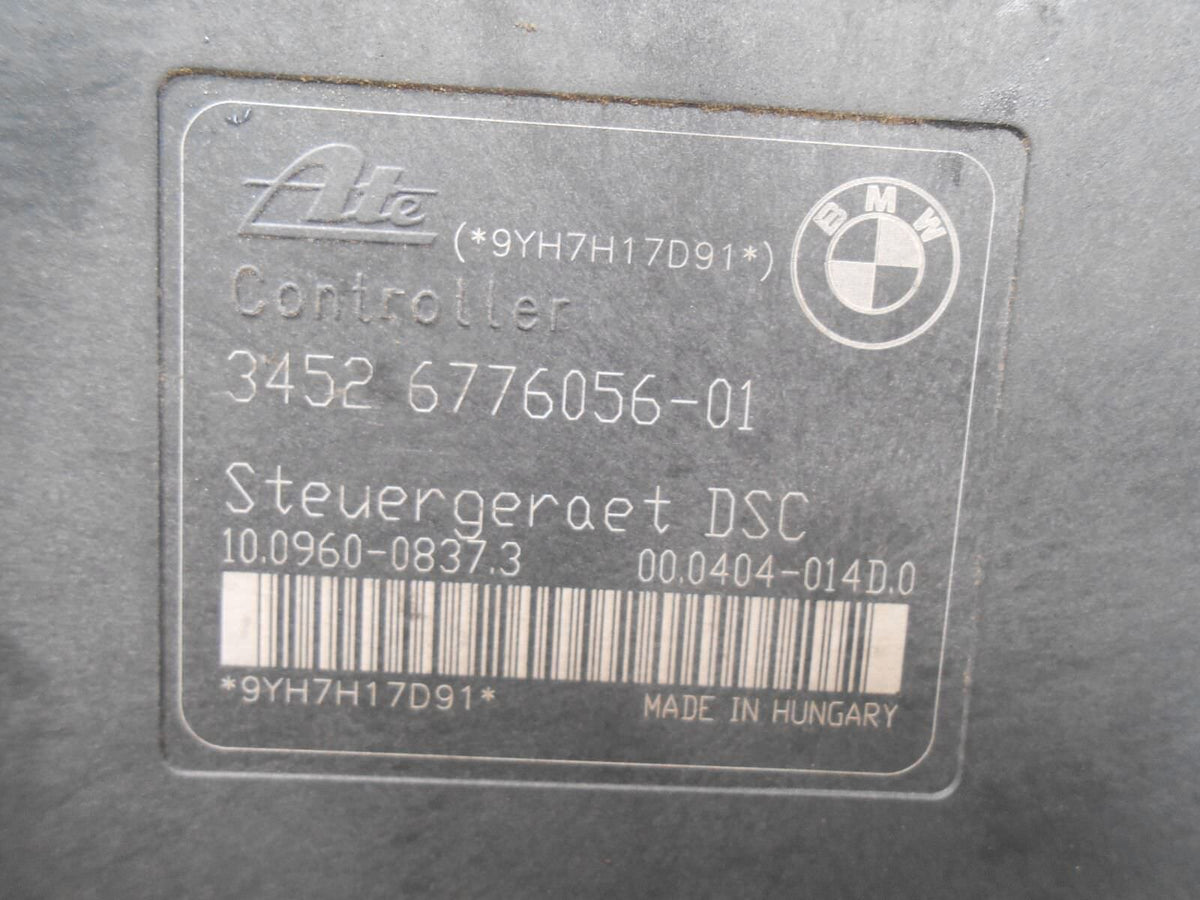 Ate
(*9YH7H17D91*)
BMW
Controller
3452 6776056-01
Steuergeraet DSC
10.0960-0837.3 00.0404-014D.0
*9YH7H17D91*
MADE IN HUNGARY